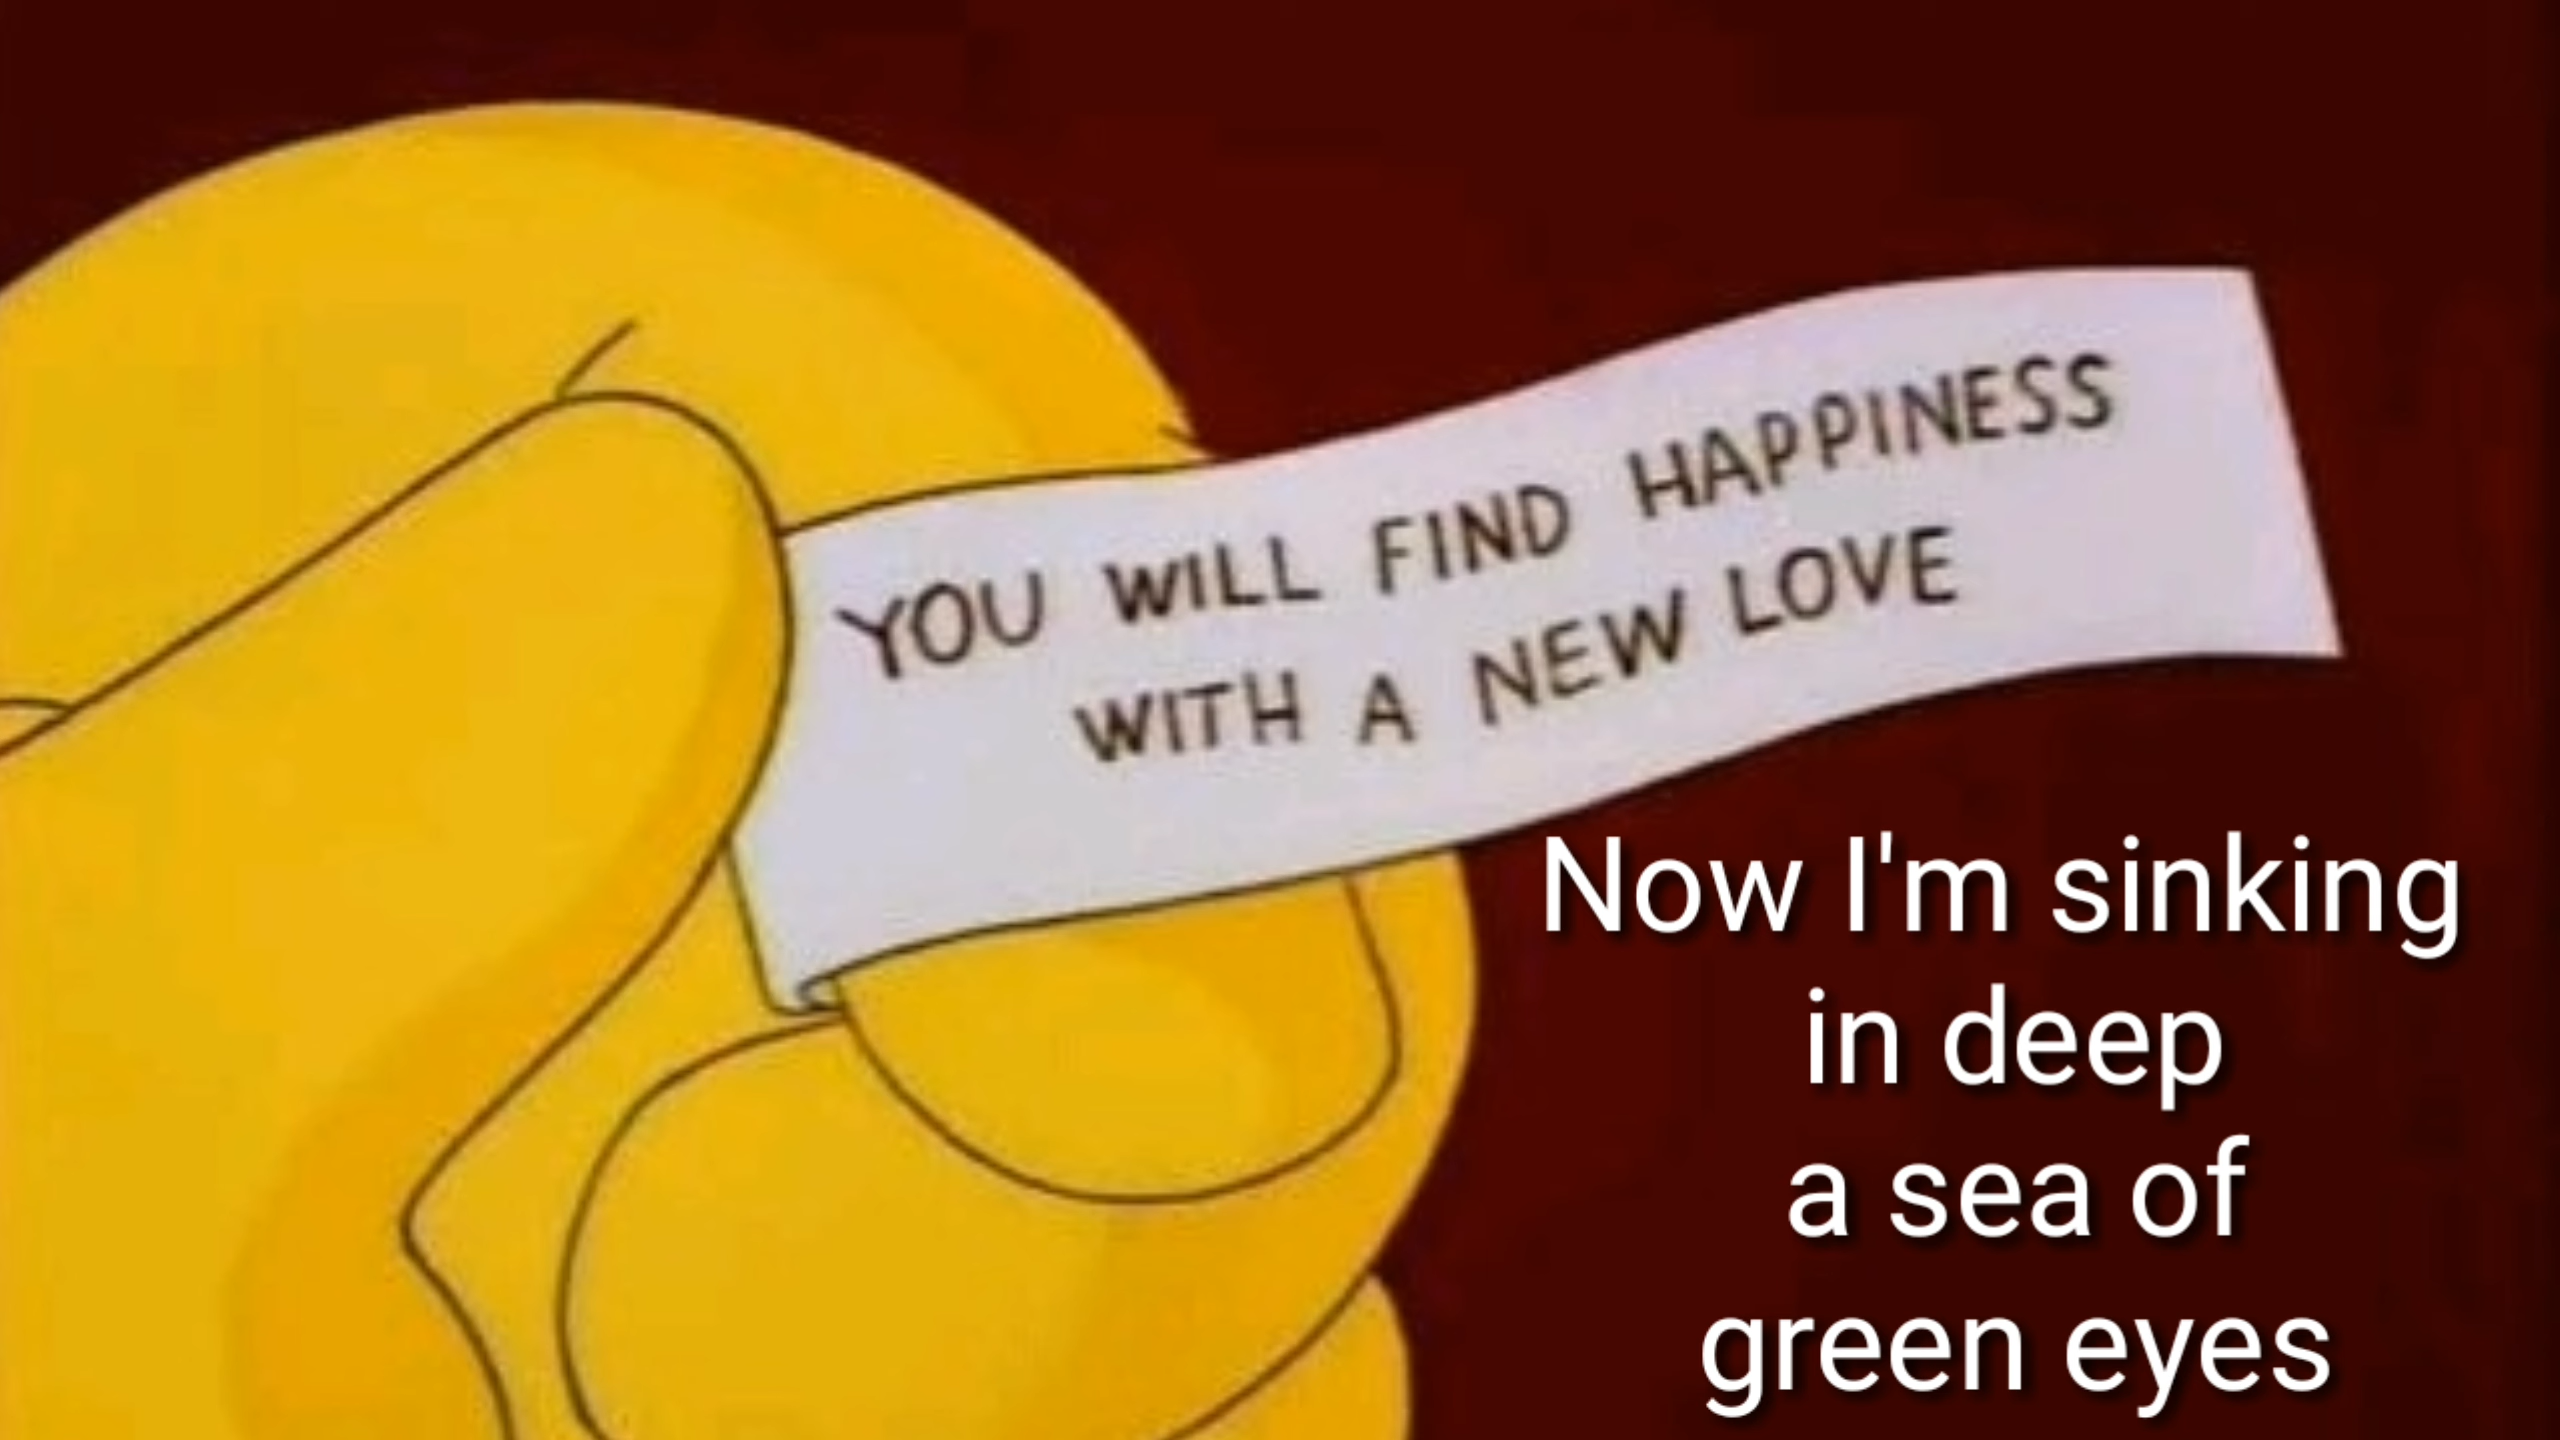 YOU WILL FIND HAPPINESS
WITH A NEW LOVE
Now I'm sinking
in deep
a sea of
green eyes